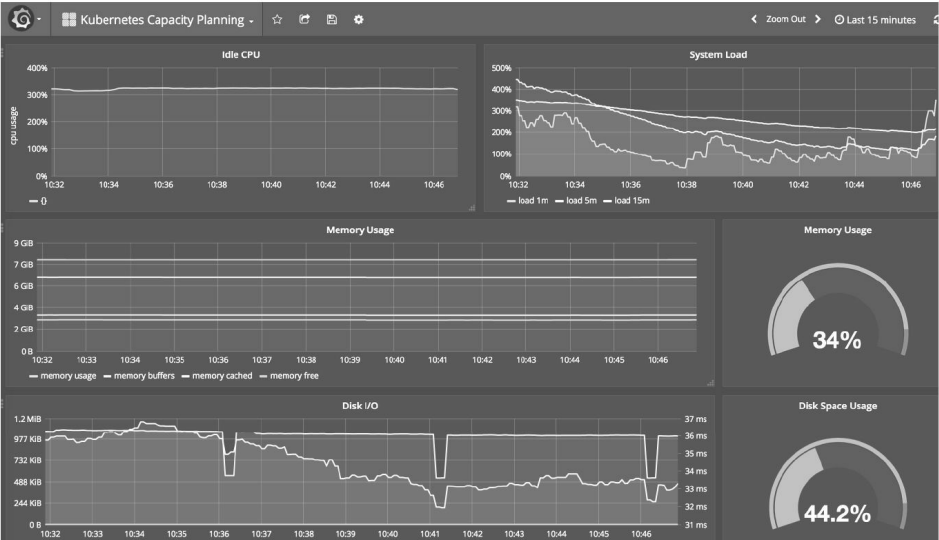 Kubernetes Capacity Planning
Zoom Out Last 15 minutes
Idle CPU
cpu usage
400%
300%
200%
100%
0%
10:32 10:34 10:36 10:38 10:40 10:42 10:44 10:46
{}
System Load
500%
400%
300%
200%
100%
0%
10:32 10:34 10:36 10:38 10:40 10:42 10:44 10:46
load 1m load 5m load 15m
Memory Usage
9 GiB
7 GiB
6 GiB
4 GiB
2 GiB
0 B
10:32 10:33 10:34 10:35 10:36 10:37 10:38 10:39 10:40 10:41 10:42 10:43 10:44 10:45 10:46
memory usage memory buffers memory cached memory free
Memory Usage
34%
Disk I/O
1.2 MiB
977 KiB
732 KiB
488 KiB
244 KiB
0 B
37 ms
36 ms
35 ms
34 ms
33 ms
32 ms
31 ms
10:32 10:33 10:34 10:35 10:36 10:37 10:38 10:39 10:40 10:41 10:42 10:43 10:44 10:45 10:46
Disk Space Usage
44.2%